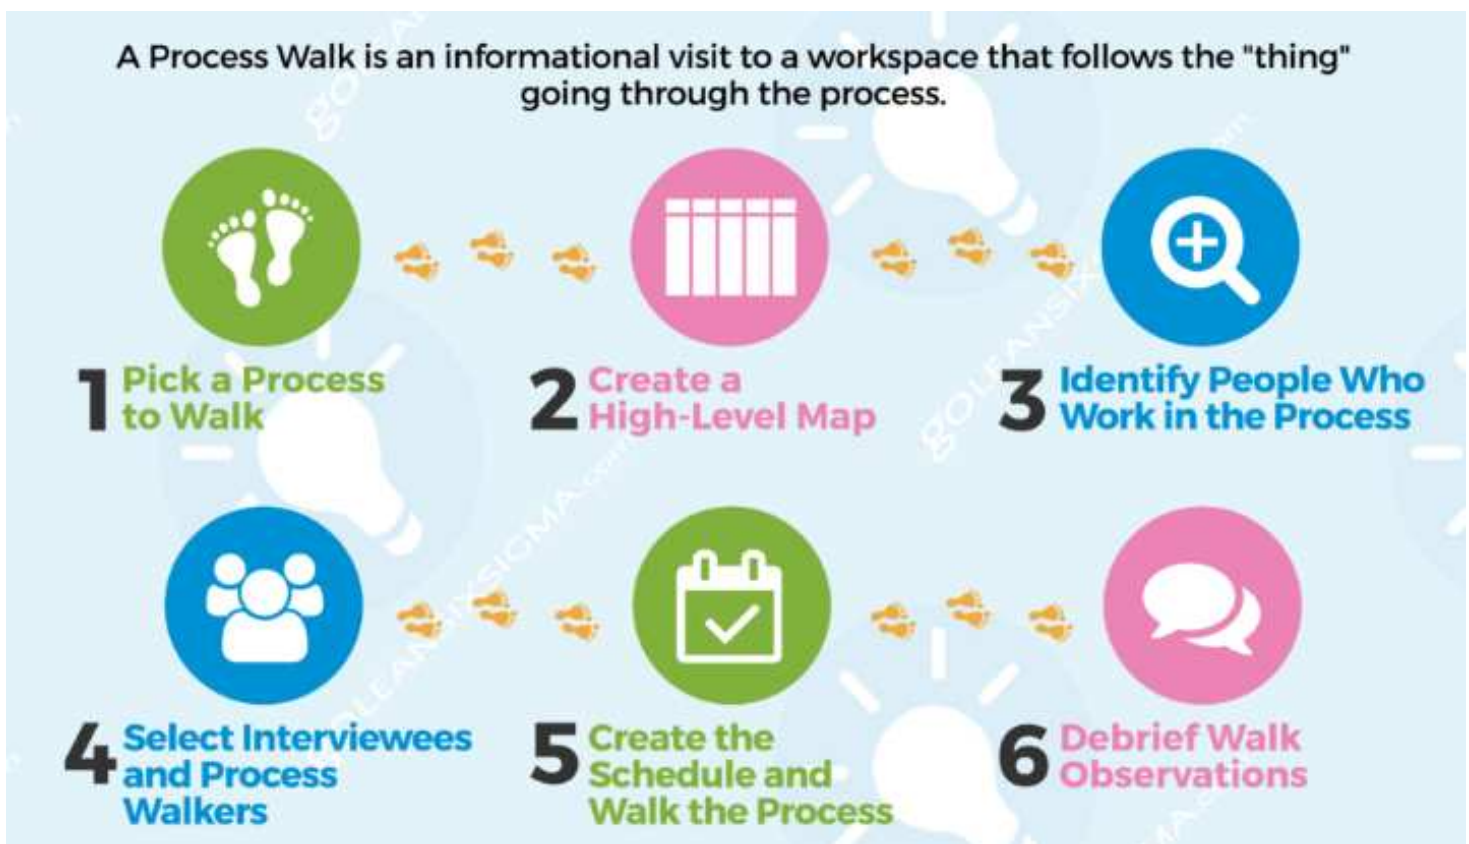 A Process Walk is an informational visit to a workspace that follows the "thing"
going through the process.
1 Pick a Process
to Walk
2 Create a
High-Level Map
3 Identify People Who
Work in the Process
4 Select Interviewees
and Process
Walkers
5 Create the
Schedule and
Walk the Process
6 Debrief Walk
Observations
GOLEANSIXSIGMA.com